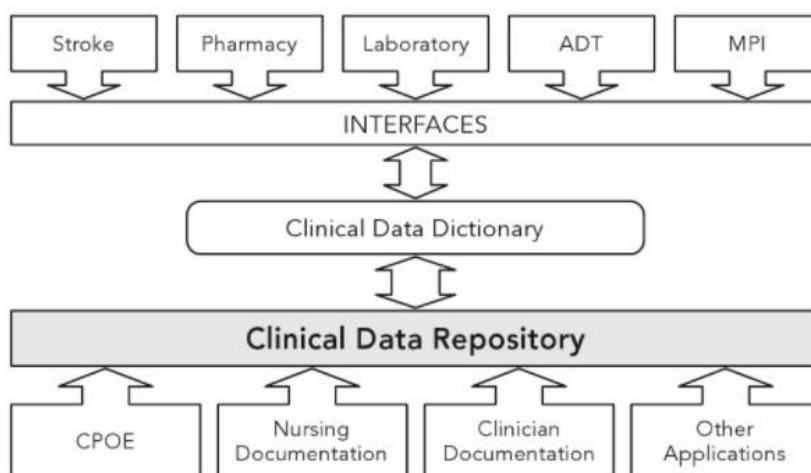 Stroke
Pharmacy
Laboratory
ADT
MPI
INTERFACES
Clinical Data Dictionary
Clinical Data Repository
CPOE
Nursing
Documentation
Clinician
Documentation
Other
Applications